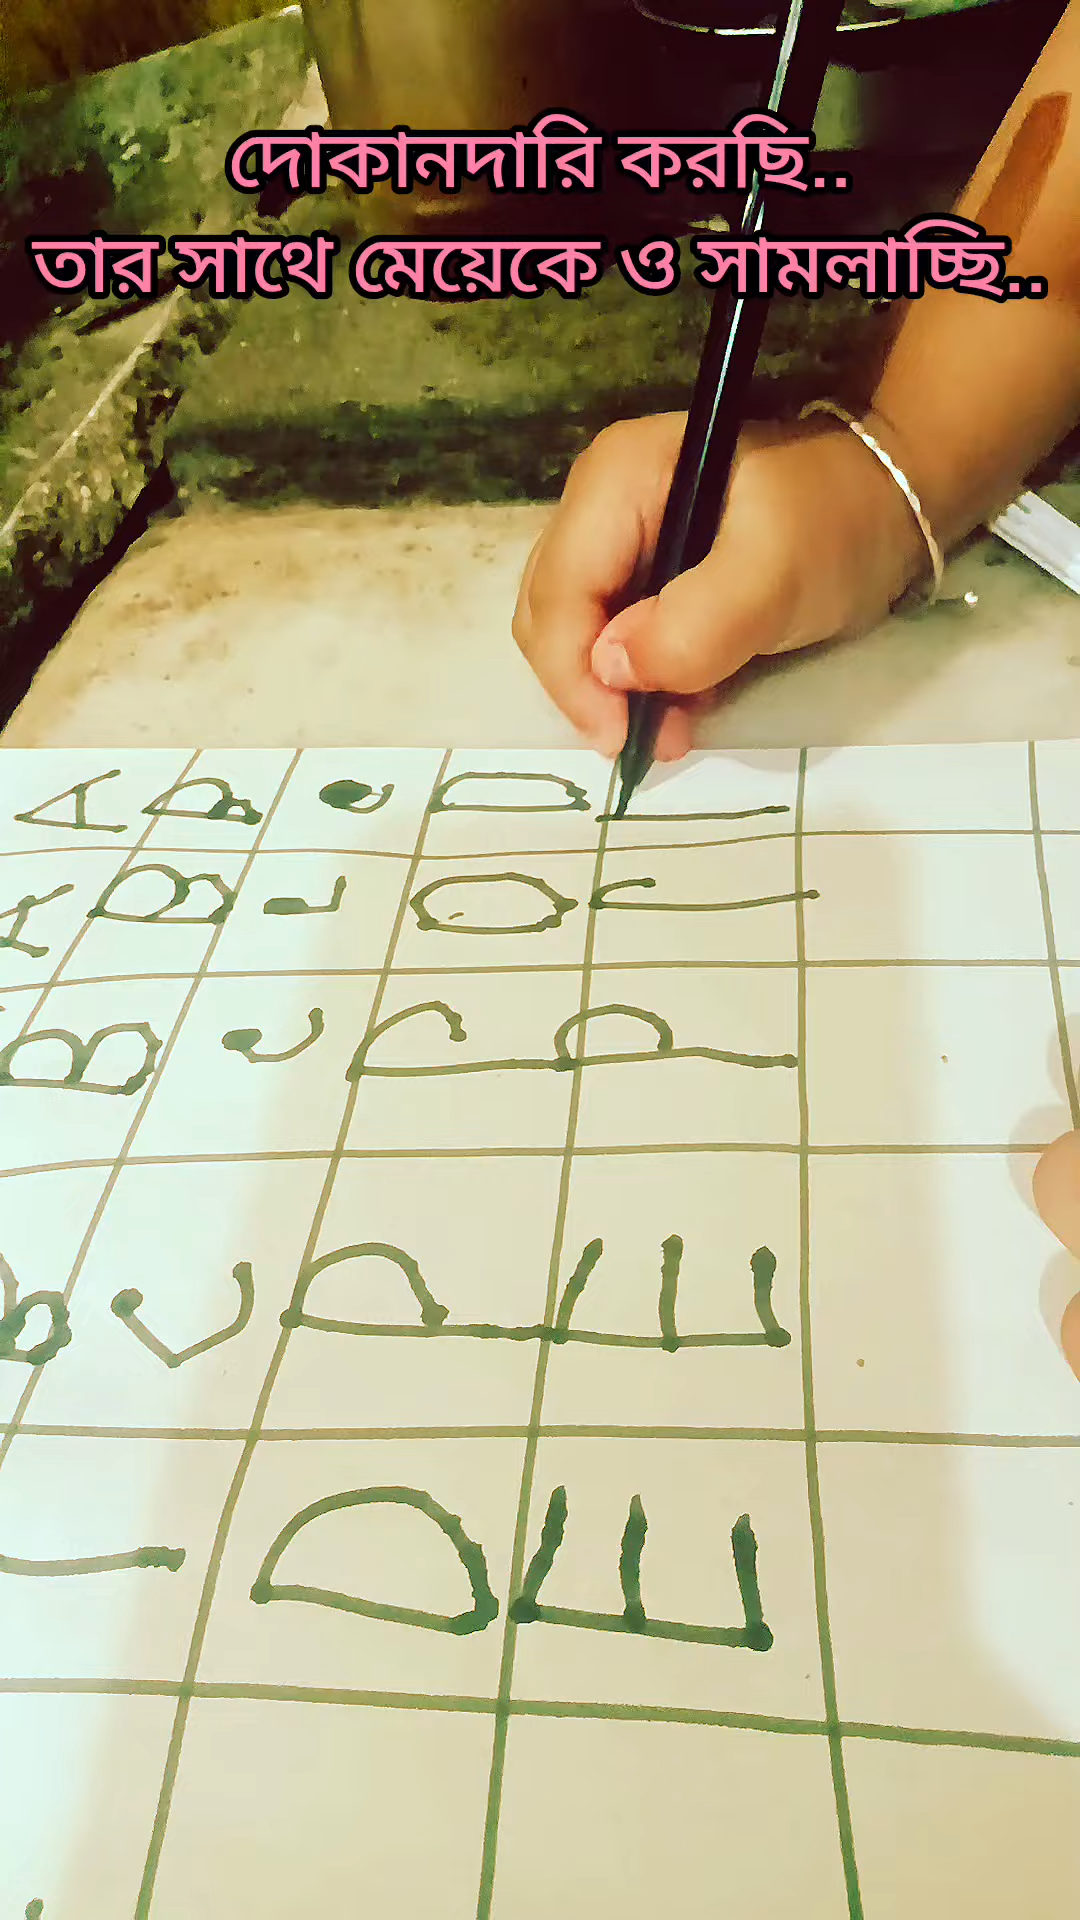 দোকানদারি করছি..
তার সাথে মেয়েকে ও সামলাচ্ছি..
A B C D
A B C D
B C D
B C D E
D E